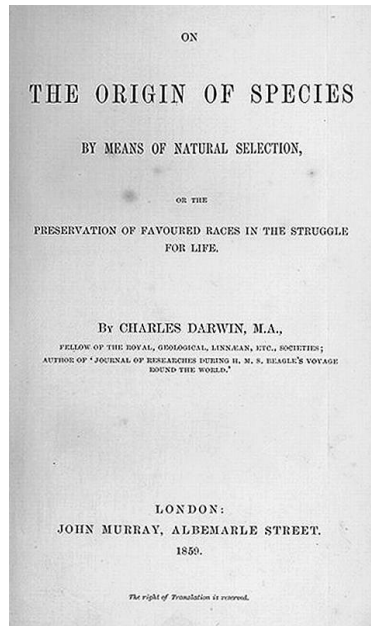 ON
THE ORIGIN OF SPECIES
BY MEANS OF NATURAL SELECTION,
OR THE
PRESERVATION OF FAVOURED RACES IN THE STRUGGLE
FOR LIFE.
By CHARLES DARWIN, M.A.,
FELLOW OF THE ROYAL, GEOLOGICAL, LINNÆAN, ETC., SOCIETIES;
AUTHOR OF ‘JOURNAL OF RESEARCHES DURING H. M. S. BEAGLE'S VOYAGE
ROUND THE WORLD.’
LONDON:
JOHN MURRAY, ALBEMARLE STREET.
1859.
The right of Translation is reserved.